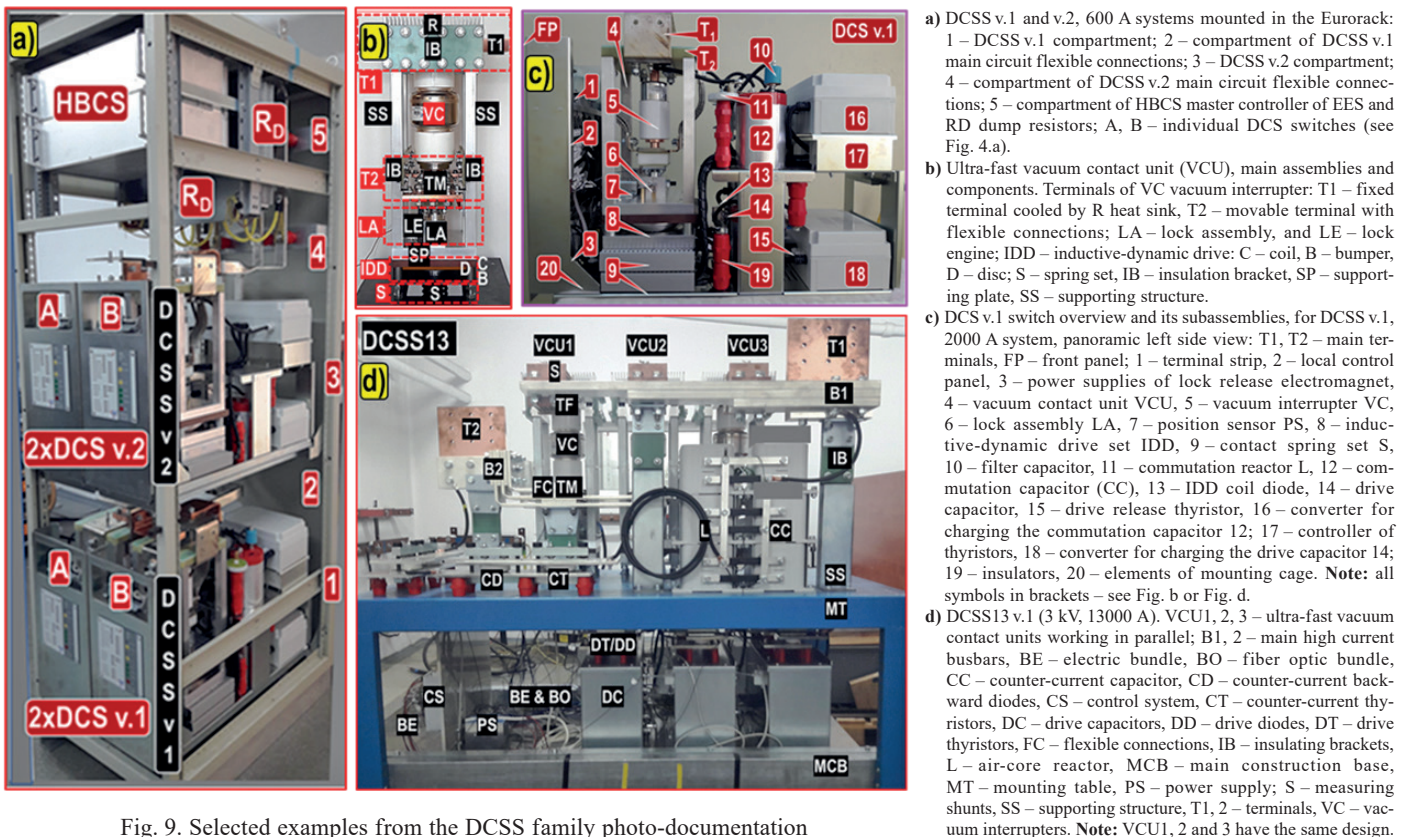 a)
HBCS
RD
5
RD
4
A
B
DCSSv2
3
2xDCS v.2
2
A
B
DCSSv1
1
2xDCS v.1
b)
R
IB
T1
T1
SS
VC
SS
IB
IB
T2
TM
LA
LE
LA
SP
IDD
C
D
B
S
S
FP
4
T1
DCS v.1
c)
T2
10
1
5
11
16
2
12
17
6
13
7
14
8
15
3
9
20
19
18
DCSS13
d)
VCU1
VCU2
VCU3
T1
S
B1
TF
T2
VC
IB
B2
FC
TM
L
CC
CD
CT
SS
MT
DT/DD
CS
BE & BO
DC
BE
PS
MCB
a) DCSS v.1 and v.2, 600 A systems mounted in the Eurorack:
1 – DCSS v.1 compartment; 2 – compartment of DCSS v.1
main circuit flexible connections; 3 – DCSS v.2 compartment;
4 – compartment of DCSS v.2 main circuit flexible connec-
tions; 5 – compartment of HBCS master controller of EES and
RD dump resistors; A, B – individual DCS switches (see
Fig. 4.a).
b) Ultra-fast vacuum contact unit (VCU), main assemblies and
components. Terminals of VC vacuum interrupter: T1 – fixed
terminal cooled by R heat sink, T2 – movable terminal with
flexible connections; LA – lock assembly, and LE – lock
engine; IDD – inductive-dynamic drive: C – coil, B – bumper,
D – disc; S – spring set, IB – insulation bracket, SP – support-
ing plate, SS – supporting structure.
c) DCS v.1 switch overview and its subassemblies, for DCSS v.1,
2000 A system, panoramic left side view: T1, T2 – main ter-
minals, FP – front panel; 1 – terminal strip, 2 – local control
panel, 3 – power supplies of lock release electromagnet,
4 – vacuum contact unit VCU, 5 – vacuum interrupter VC,
6 – lock assembly LA, 7 – position sensor PS, 8 – induc-
tive-dynamic drive set IDD, 9 – contact spring set S,
10 – filter capacitor, 11 – commutation reactor L, 12 – com-
mutation capacitor (CC), 13 – IDD coil diode, 14 – drive
capacitor, 15 – drive release thyristor, 16 – converter for
charging the commutation capacitor 12; 17 – controller of
thyristors, 18 – converter for charging the drive capacitor 14;
19 – insulators, 20 – elements of mounting cage. Note: all
symbols in brackets – see Fig. b or Fig. d.
d) DCSS13 v.1 (3 kV, 13000 A). VCU1, 2, 3 – ultra-fast vacuum
contact units working in parallel; B1, 2 – main high current
busbars, BE – electric bundle, BO – fiber optic bundle,
CC – counter-current capacitor, CD – counter-current back-
ward diodes, CS – control system, CT – counter-current thy-
ristors, DC – drive capacitors, DD – drive diodes, DT – drive
thyristors, FC – flexible connections, IB – insulating brackets,
L – air-core reactor, MCB – main construction base,
MT – mounting table, PS – power supply; S – measuring
shunts, SS – supporting structure, T1, 2 – terminals, VC – vac-
uum interrupters. Note: VCU1, 2 and 3 have the same design.
Fig. 9. Selected examples from the DCSS family photo-documentation